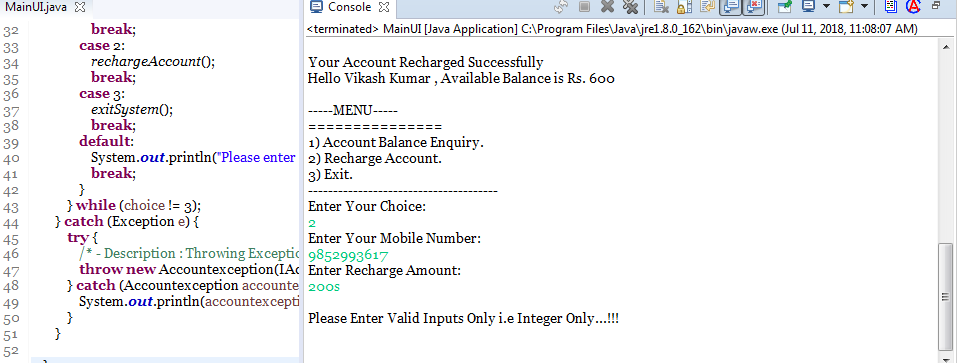 MainUI.java
32 break;
33 case 2:
34 rechargeAccount();
35 break;
36 case 3:
37 exitSystem();
38 break;
39 default:
40 System.out.println("Please enter
41 break;
42 }
43 } while (choice != 3);
44 } catch (Exception e) {
45 try {
46 /* - Description : Throwing Exceptio
47 throw new Accountexception(IAc
48 } catch (Accountexception accounte
49 System.out.println(accountexcepti
50 }
51 }
52
Console
<terminated> MainUI [Java Application] C:\Program Files\Java\jre1.8.0_162\bin\javaw.exe (Jul 11, 2018, 11:08:07 AM)
Your Account Recharged Successfully
Hello Vikash Kumar , Available Balance is Rs. 600
-----MENU-----
===============
1) Account Balance Enquiry.
2) Recharge Account.
3) Exit.
--------------------------------------
Enter Your Choice:
2
Enter Your Mobile Number:
9852993617
Enter Recharge Amount:
200s
Please Enter Valid Inputs Only i.e Integer Only...!!!